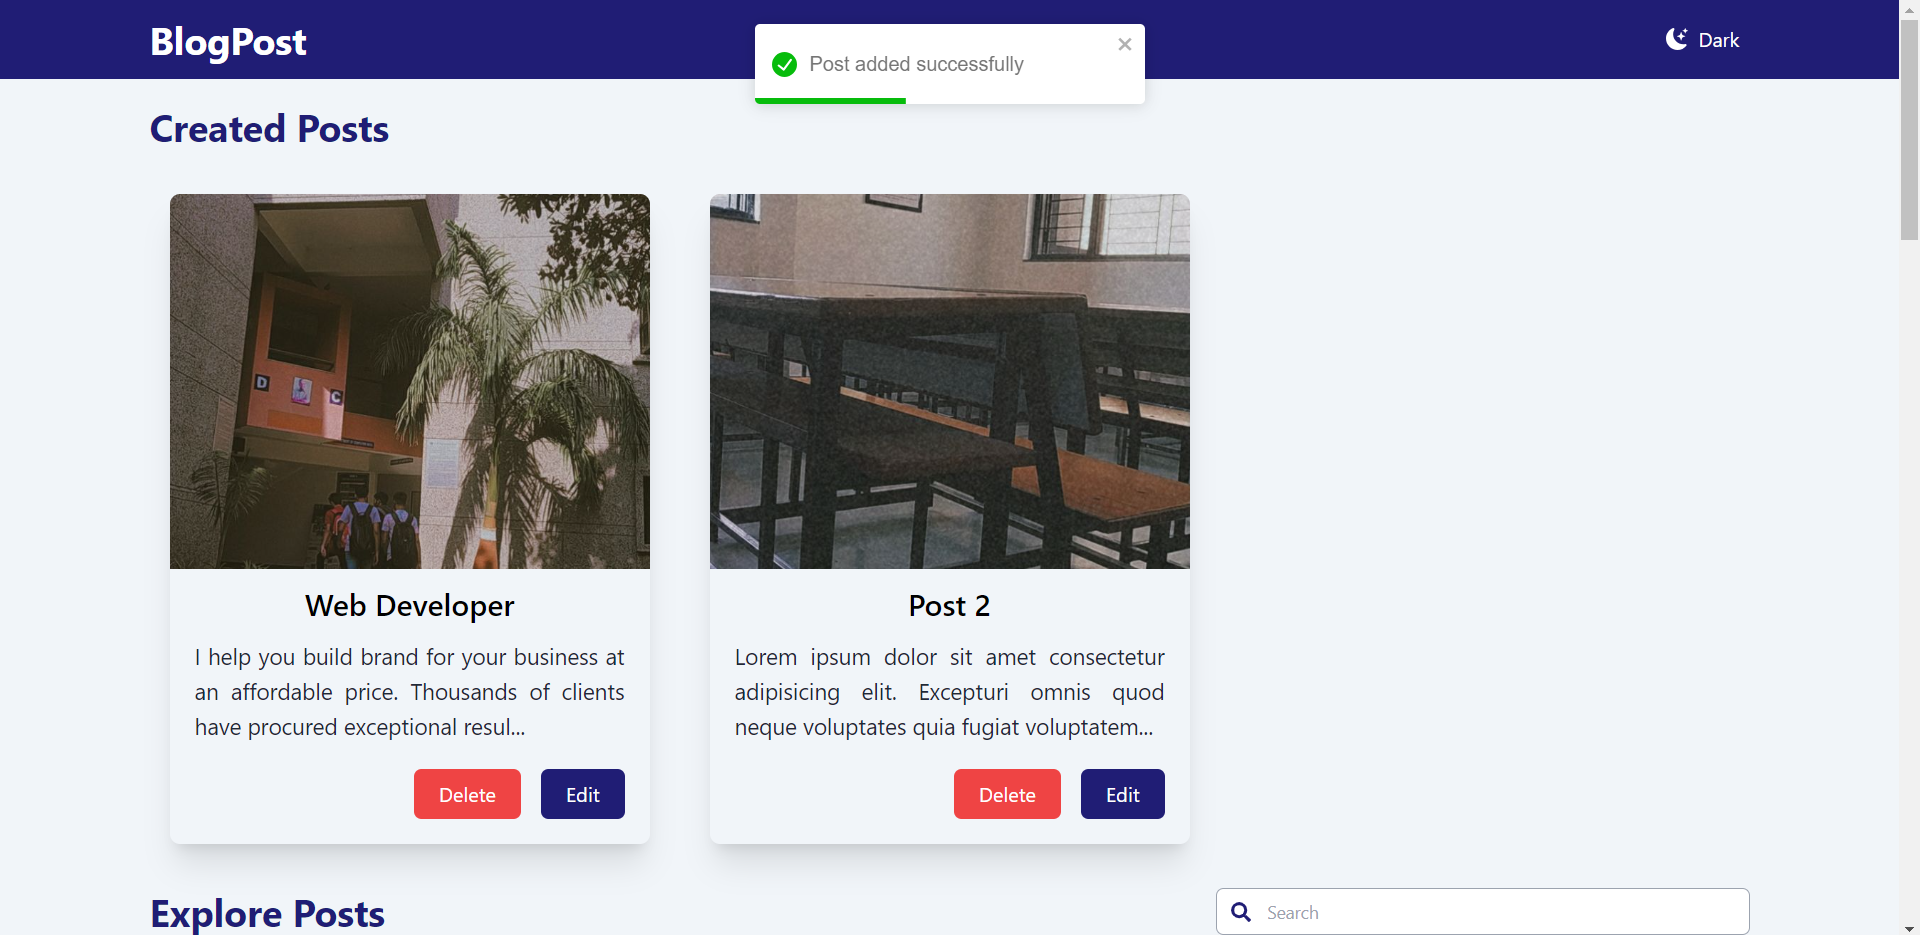 BlogPost
Post added successfully
Dark
Created Posts
D
C
Web Developer
I help you build brand for your business at
an affordable price. Thousands of clients
have procured exceptional resul...
Delete
Edit
Post 2
Lorem ipsum dolor sit amet consectetur
adipisicing elit. Excepturi omnis quod
neque voluptates quia fugiat voluptatem...
Delete
Edit
Explore Posts
Search